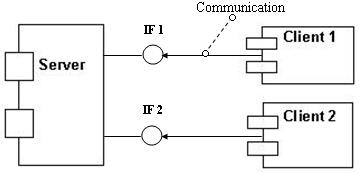 Communication
IF 1
Client 1
Server
IF 2
Client 2